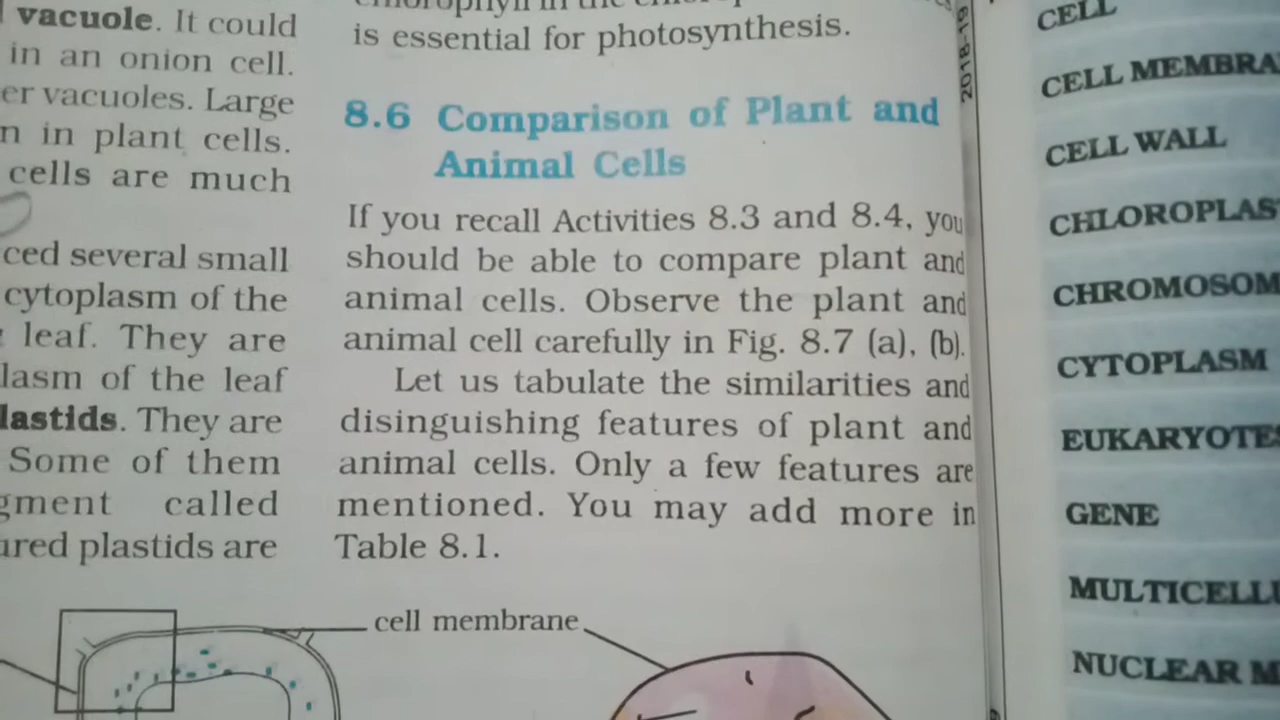 vacuole. It could
in an onion cell.
er vacuoles. Large
n in plant cells.
cells are much
ced several small
cytoplasm of the
leaf. They are
lasm of the leaf
lastids. They are
Some of them
gment called
ured plastids are
is essential for photosynthesis.
8.6 Comparison of Plant and
Animal Cells
If you recall Activities 8.3 and 8.4, you
should be able to compare plant and
animal cells. Observe the plant and
animal cell carefully in Fig. 8.7 (a), (b).
Let us tabulate the similarities and
disinguishing features of plant and
animal cells. Only a few features are
mentioned. You may add more in
Table 8.1.
cell membrane
2018-19
CELL
CELL MEMBRA
CELL WALL
CHLOROPLAS
CHROMOSOM
CYTOPLASM
EUKARYOTES
GENE
MULTICELLU
NUCLEAR M